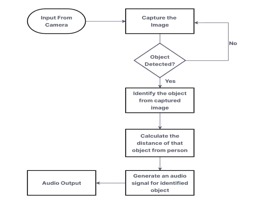 Input From
Camera
Capture the
Image
No
Object
Detected?
Yes
Identify the object
from captured
image
Calculate the
distance of that
object from person
Generate an audio
signal for identified
object
Audio Output